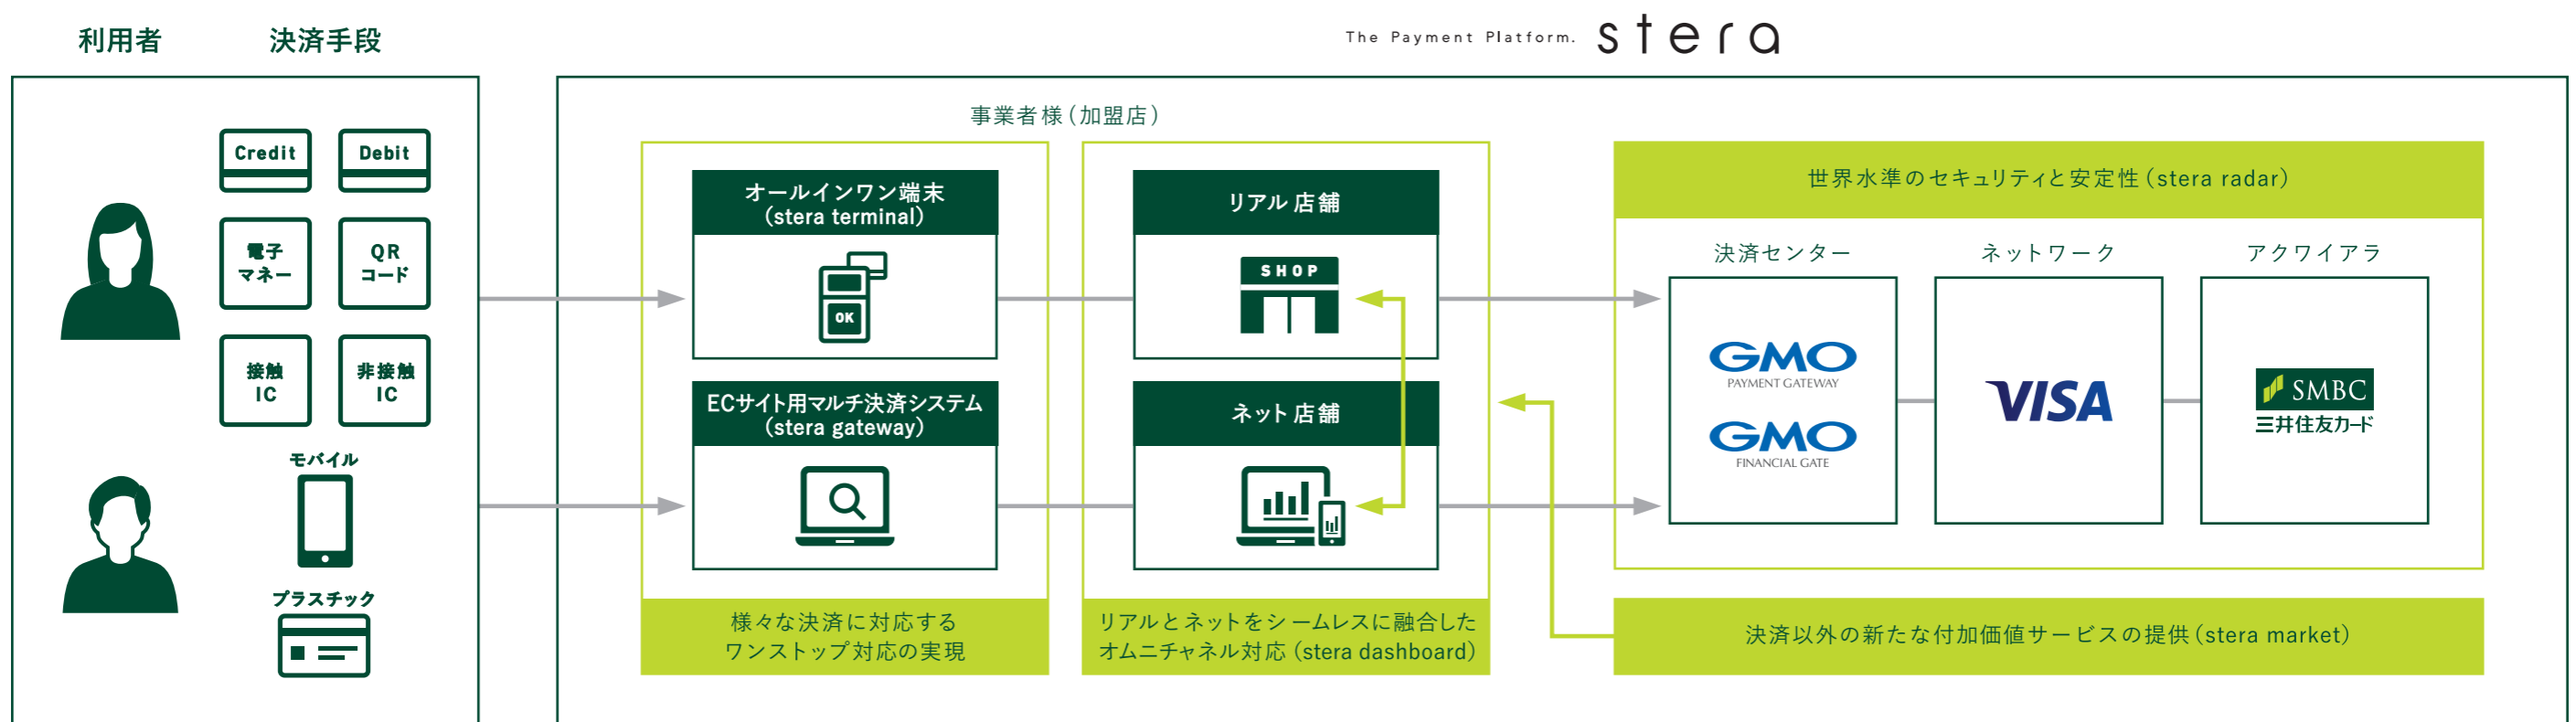 利用者
決済手段
The Payment Platform. stera
Credit
Debit
電子
マネー
QR
コード
接触
IC
非接触
IC
モバイル
プラスチック
事業者様（加盟店）
オールインワン端末
（stera terminal）
OK
リアル店舗
SHOP
ECサイト用マルチ決済システム
（stera gateway）
ネット店舗
様々な決済に対応する
ワンストップ対応の実現
リアルとネットをシームレスに融合した
オムニチャネル対応（stera dashboard）
世界水準のセキュリティと安定性（stera radar）
決済センター
ネットワーク
アクワイアラ
GMO
PAYMENT GATEWAY
GMO
FINANCIAL GATE
VISA
SMBC
三井住友カード
決済以外の新たな付加価値サービスの提供（stera market）